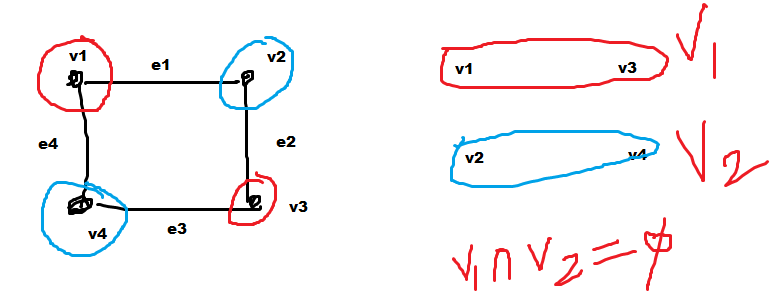 v1 e1 v2
e4 e2
v4 e3 v3
v1 v3 V1
v2 v4 V2
V1 ∩ V2 = ϕ